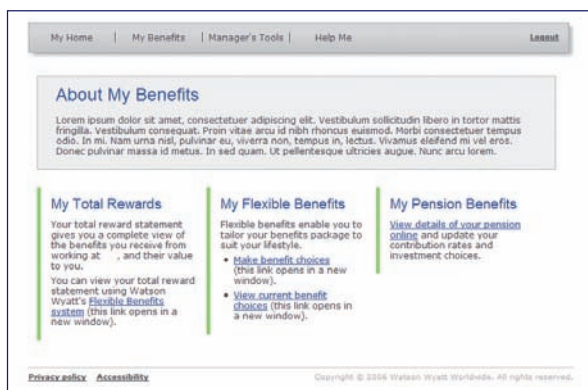 My Home | My Benefits | Manager's Tools | Help Me Logout
About My Benefits
Lorem ipsum dolor sit amet, consectetuer adipiscing elit. Vestibulum sollicitudin libero in tortor mattis
fringilla. Vestibulum consequat. Proin vitae arcu id nibh rhoncus euismod. Morbi consectetuer tempus
odio. In mi. Nam urna nisl, pulvinar eu, viverra non, tempus in, lectus. Vivamus eleifend mi vel eros.
Donec pulvinar massa id metus. In sed quam. Ut pellentesque ultricies augue. Nunc arcu lorem.
My Total Rewards
Your total reward statement
gives you a complete view of
the benefits you receive from
working at , and their value
to you.
You can view your total reward
statement using Watson
Wyatt's Flexible Benefits
system (this link opens in a
new window).
My Flexible Benefits
Flexible benefits enable you to
tailor your benefits package to
suit your lifestyle.
• Make benefit choices
(this link opens in a new
window).
• View current benefit
choices (this link opens in
a new window).
My Pension Benefits
View details of your pension
online and update your
contribution rates and
investment choices.
Privacy policy Accessibility Copyright © 2006 Watson Wyatt Worldwide. All rights reserved.